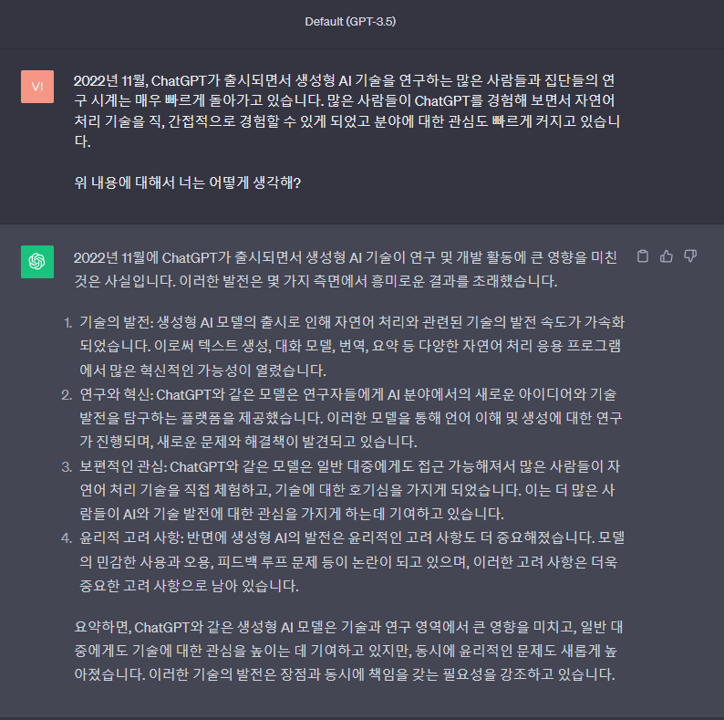 Default (GPT-3.5)
VI
2022년 11월, ChatGPT가 출시되면서 생성형 AI 기술을 연구하는 많은 사람들과 집단들의 연
구 시계는 매우 빠르게 돌아가고 있습니다. 많은 사람들이 ChatGPT를 경험해 보면서 자연어
처리 기술을 직, 간접적으로 경험할 수 있게 되었고 분야에 대한 관심도 빠르게 커지고 있습니
다.
위 내용에 대해서 너는 어떻게 생각해?
2022년 11월에 ChatGPT가 출시되면서 생성형 AI 기술이 연구 및 개발 활동에 큰 영향을 미친
것은 사실입니다. 이러한 발전은 몇 가지 측면에서 흥미로운 결과를 초래했습니다.
1. 기술의 발전: 생성형 AI 모델의 출시로 인해 자연어 처리와 관련된 기술의 발전 속도가 가속화
되었습니다. 이로써 텍스트 생성, 대화 모델, 번역, 요약 등 다양한 자연어 처리 응용 프로그램
에서 많은 혁신적인 가능성이 열렸습니다.
2. 연구와 혁신: ChatGPT와 같은 모델은 연구자들에게 AI 분야에서의 새로운 아이디어와 기술
발전을 탐구하는 플랫폼을 제공했습니다. 이러한 모델을 통해 언어 이해 및 생성에 대한 연구
가 진행되며, 새로운 문제와 해결책이 발견되고 있습니다.
3. 보편적인 관심: ChatGPT와 같은 모델은 일반 대중에게도 접근 가능해져서 많은 사람들이 자
연어 처리 기술을 직접 체험하고, 기술에 대한 호기심을 가지게 되었습니다. 이는 더 많은 사
람들이 AI와 기술 발전에 대한 관심을 가지게 하는데 기여하고 있습니다.
4. 윤리적 고려 사항: 반면에 생성형 AI의 발전은 윤리적인 고려 사항도 더 중요해졌습니다. 모델
의 민감한 사용과 오용, 피드백 루프 문제 등이 논란이 되고 있으며, 이러한 고려 사항은 더욱
중요한 고려 사항으로 남아 있습니다.
요약하면, ChatGPT와 같은 생성형 AI 모델은 기술과 연구 영역에서 큰 영향을 미치고, 일반 대
중에게도 기술에 대한 관심을 높이는 데 기여하고 있지만, 동시에 윤리적인 문제도 새롭게 높
아졌습니다. 이러한 기술의 발전은 장점과 동시에 책임을 갖는 필요성을 강조하고 있습니다.